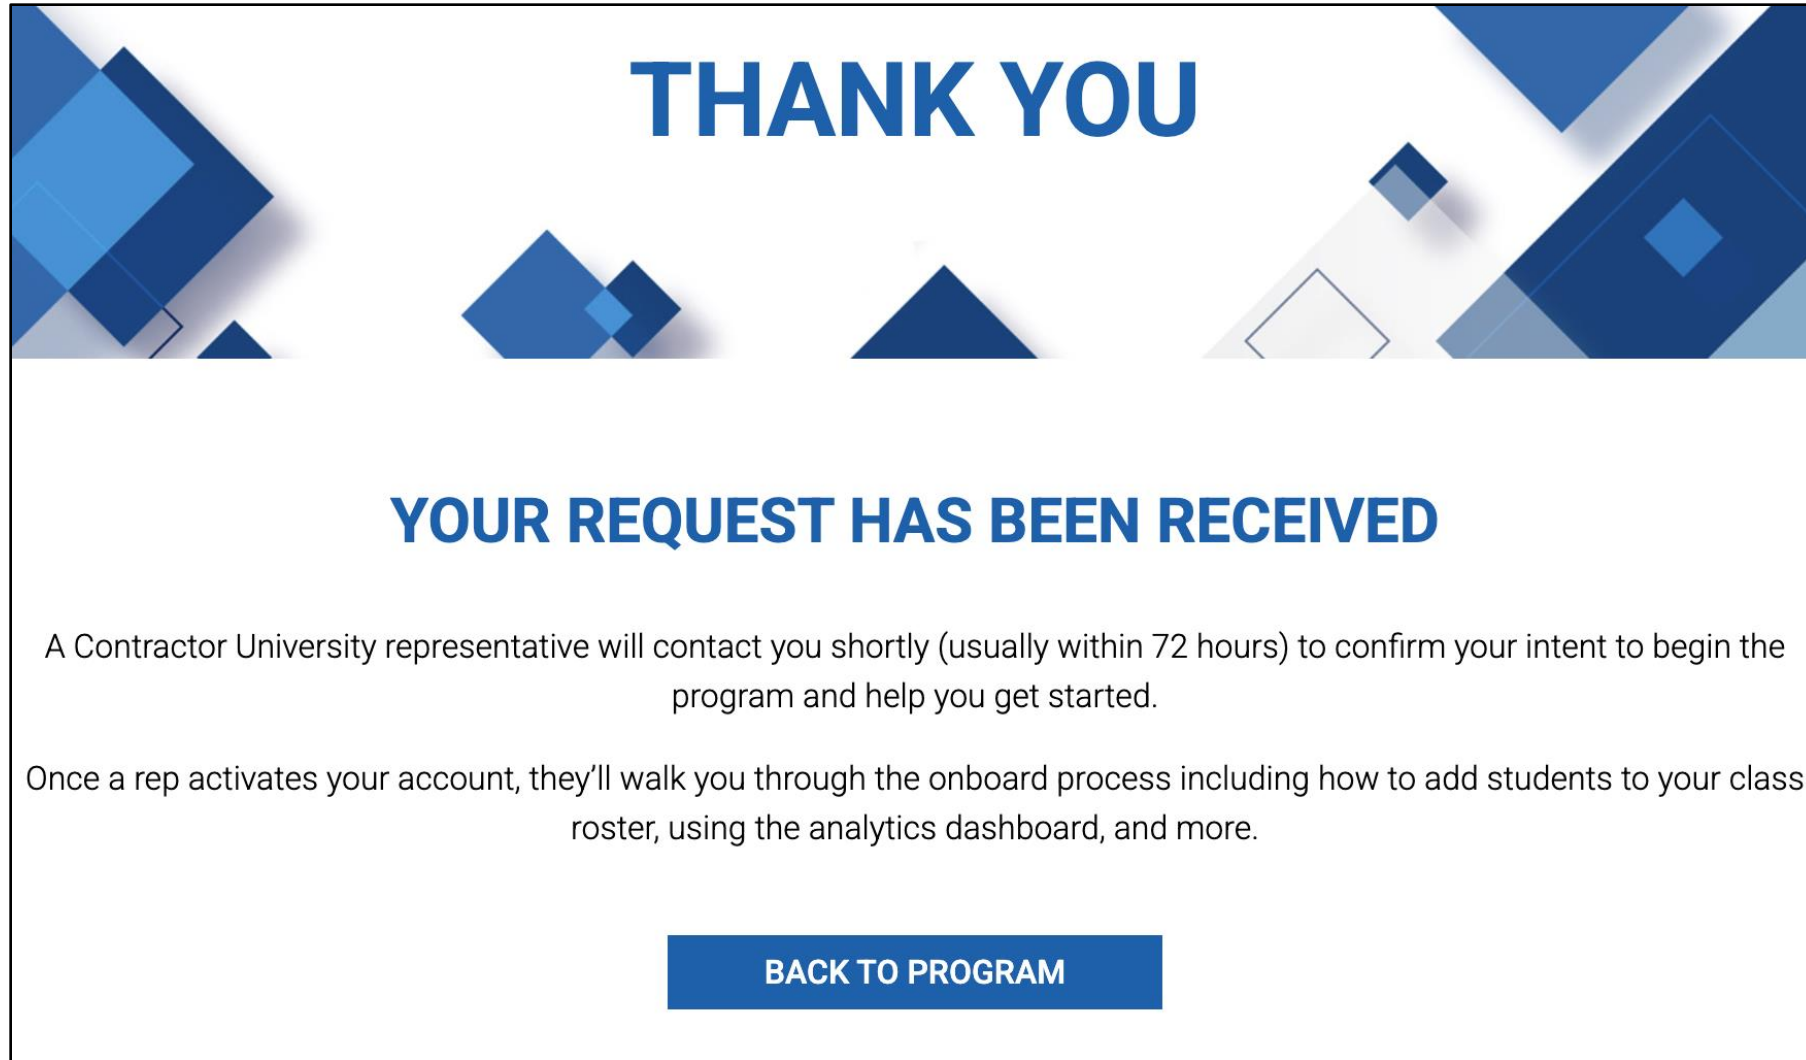 THANK YOU
YOUR REQUEST HAS BEEN RECEIVED
A Contractor University representative will contact you shortly (usually within 72 hours) to confirm your intent to begin the
program and help you get started.
Once a rep activates your account, they’ll walk you through the onboard process including how to add students to your class
roster, using the analytics dashboard, and more.
BACK TO PROGRAM